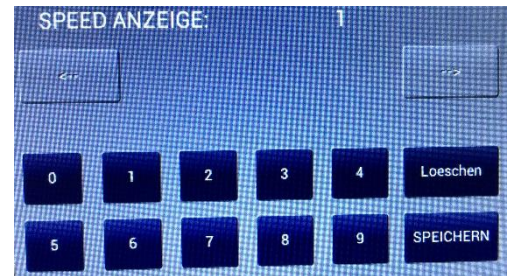 SPEED ANZEIGE: 1
<-- -->
0 1 2 3 4 Loeschen
5 6 7 8 9 SPEICHERN